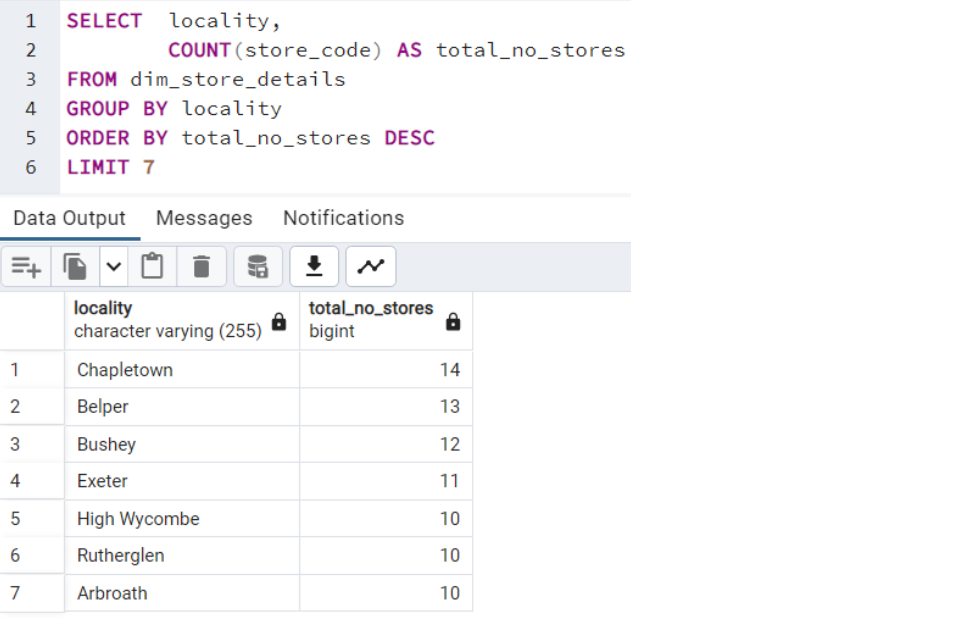 1 SELECT locality,
2 COUNT(store_code) AS total_no_stores
3 FROM dim_store_details
4 GROUP BY locality
5 ORDER BY total_no_stores DESC
6 LIMIT 7
Data Output Messages Notifications
locality total_no_stores
character varying (255) bigint
1 Chapletown 14
2 Belper 13
3 Bushey 12
4 Exeter 11
5 High Wycombe 10
6 Rutherglen 10
7 Arbroath 10